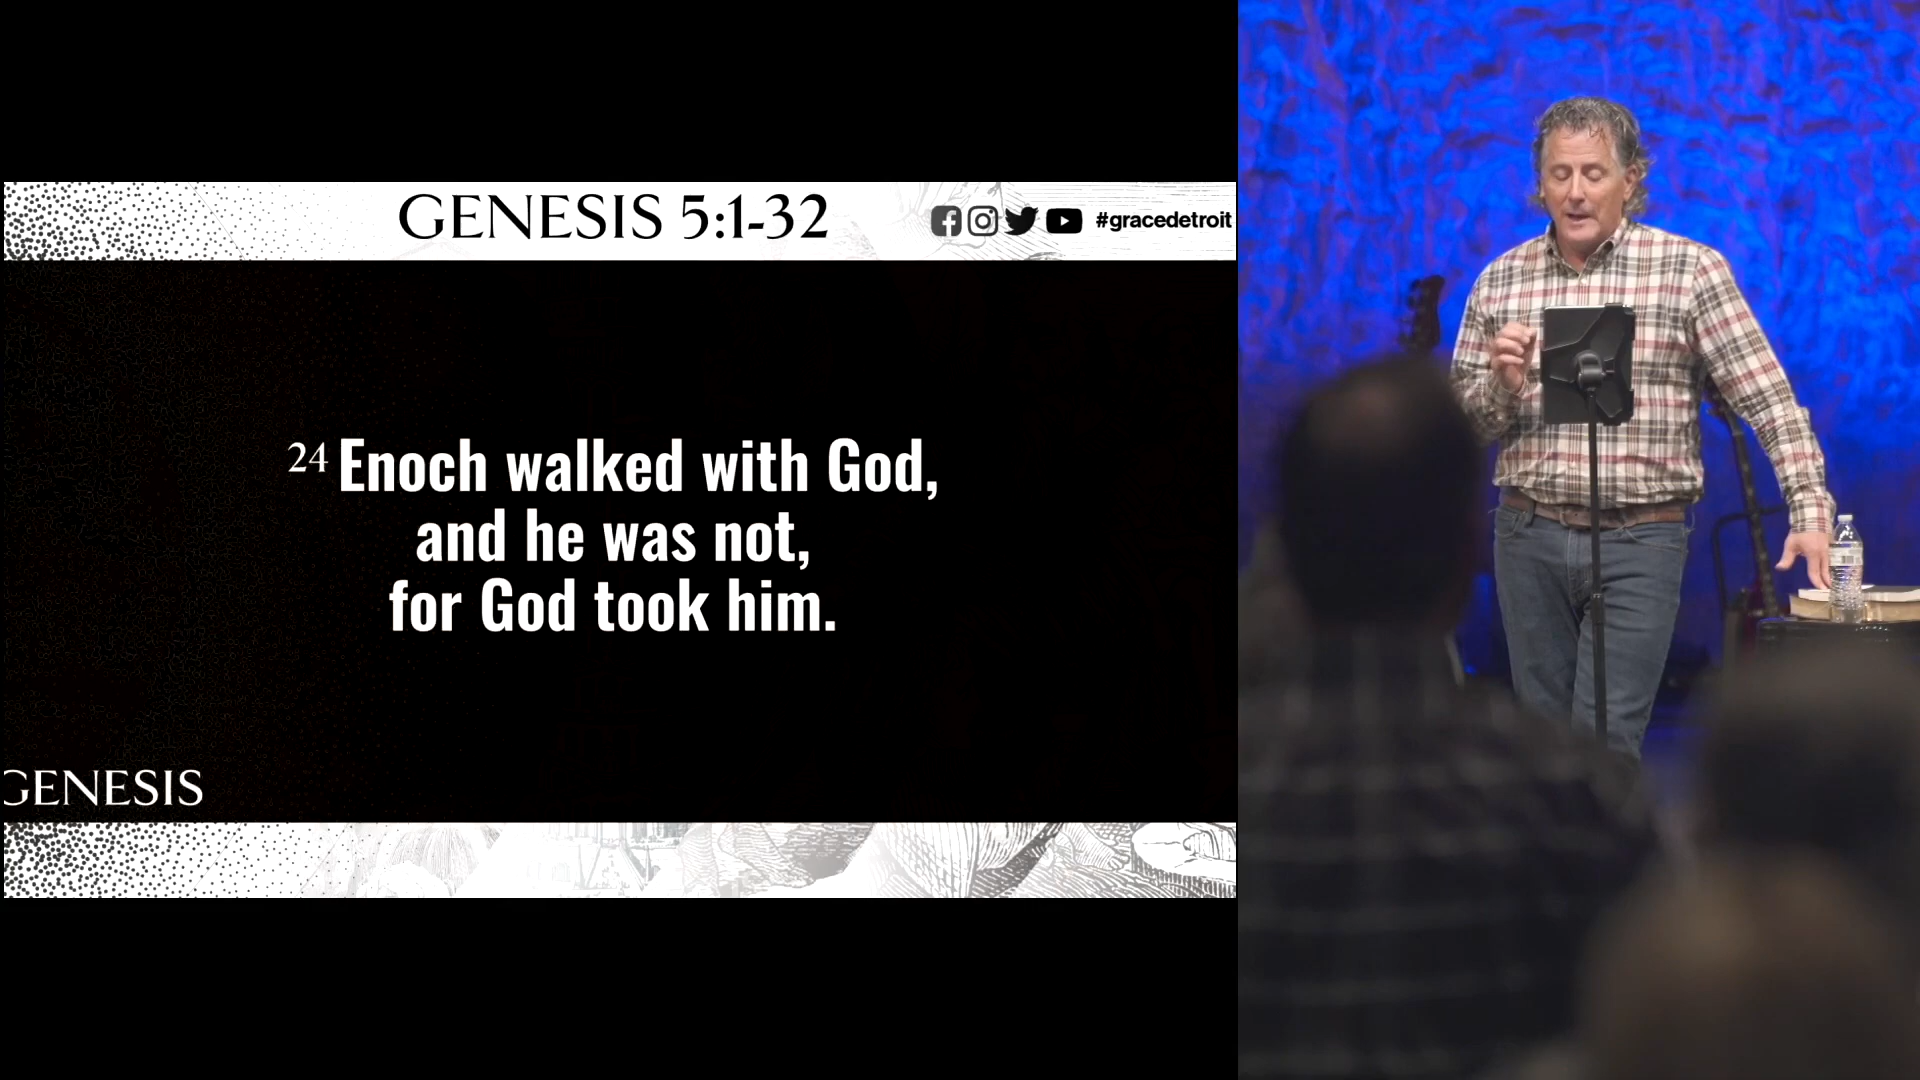 GENESIS 5:1-32
#gracedetroit
24 Enoch walked with God,
and he was not,
for God took him.
GENESIS